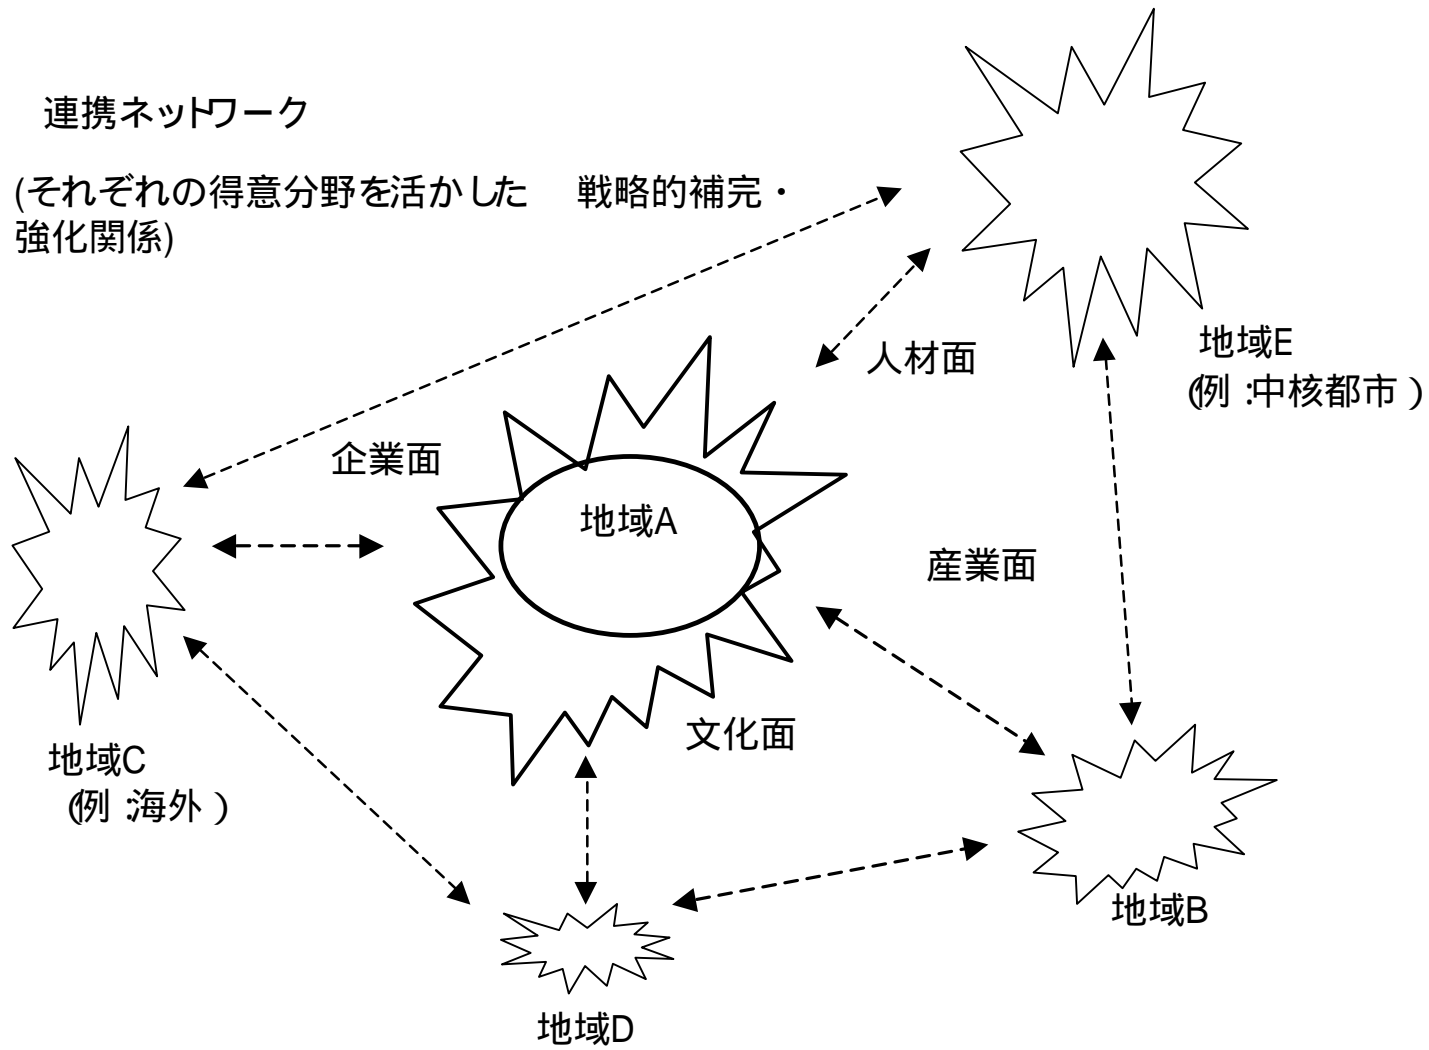 連携ネットワーク
(それぞれの得意分野を活かした　戦略的補完・
強化関係)
人材面
地域E
(例:中核都市)
企業面
地域A
産業面
文化面
地域C
(例:海外)
地域B
地域D